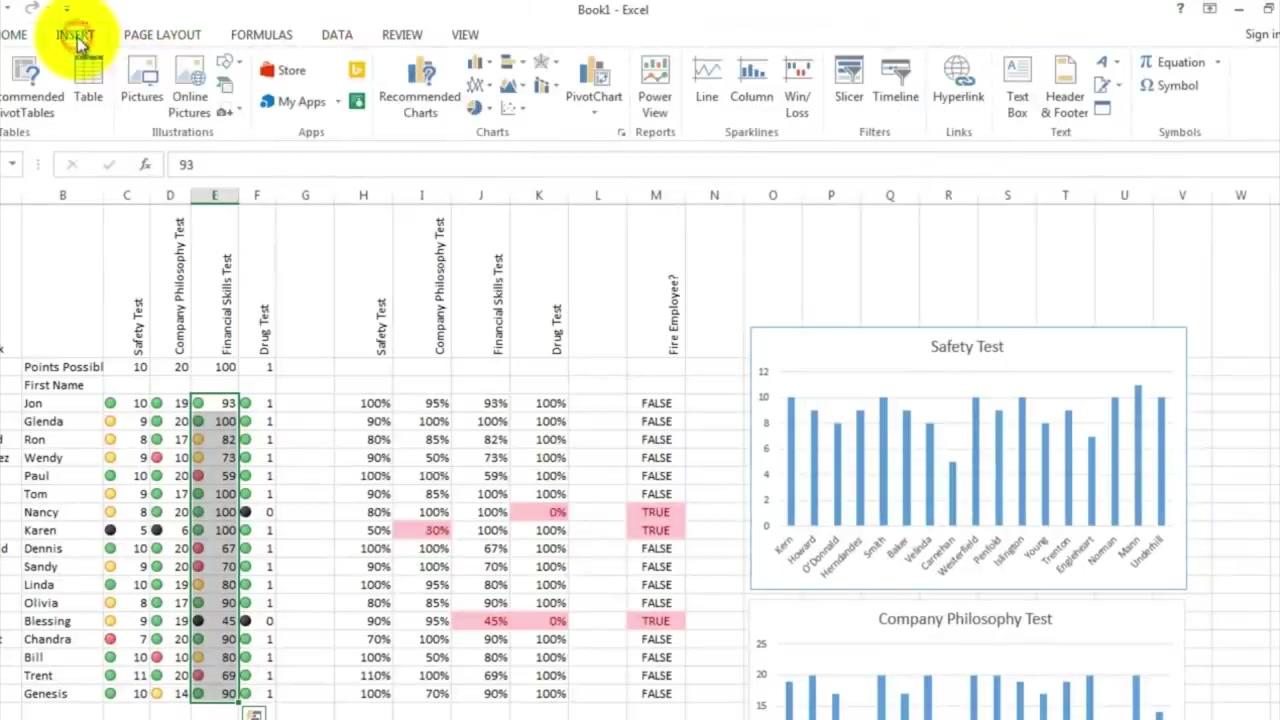 Book1 - Excel
?
OME INSERT PAGE LAYOUT FORMULAS DATA REVIEW VIEW Sign in
commended PivotTables Table Pictures Online Pictures Store My Apps Recommended Charts PivotChart Power View Line Column Win/ Loss Slicer Timeline Hyperlink Text Box Header & Footer Equation Symbol
ables Illustrations Apps Charts Reports Sparklines Filters Links Text Symbols
fx 93
B C D E F G H I J K L M N O P Q R S T U V W
Safety Test Company Philosophy Test Financial Skills Test Drug Test Safety Test Company Philosophy Test Financial Skills Test Drug Test Fire Employee?
Points Possibl 10 20 100 1
First Name
Jon 10 19 93 1 100% 95% 93% 100% FALSE
Glenda 9 20 100 1 90% 100% 100% 100% FALSE
Ron 8 17 82 1 80% 85% 82% 100% FALSE
ez Wendy 9 10 73 1 90% 50% 73% 100% FALSE
Paul 10 20 59 1 100% 100% 59% 100% FALSE
Tom 9 17 100 1 90% 85% 100% 100% FALSE
Nancy 8 20 100 0 80% 100% 100% 0% TRUE
Karen 5 6 100 1 50% 30% 100% 100% TRUE
d Dennis 10 20 67 1 100% 100% 67% 100% FALSE
Sandy 9 20 70 1 90% 100% 70% 100% FALSE
Linda 10 19 80 1 100% 95% 80% 100% FALSE
Olivia 8 17 90 1 80% 85% 90% 100% FALSE
Blessing 9 19 45 0 90% 95% 45% 0% TRUE
Chandra 7 20 90 1 70% 100% 90% 100% FALSE
Bill 10 10 80 1 100% 50% 80% 100% FALSE
Trent 11 20 69 1 110% 100% 69% 100% FALSE
Genesis 10 14 90 1 100% 70% 90% 100% FALSE
Safety Test
12
10
8
6
4
2
0
Kern Howard O'Donald Herndandes Smith Baker Velinda Carnehan Westerfield Penfold Islington Young Trenton Engleheart Norman Mann Underhill
Company Philosophy Test
25
20
15